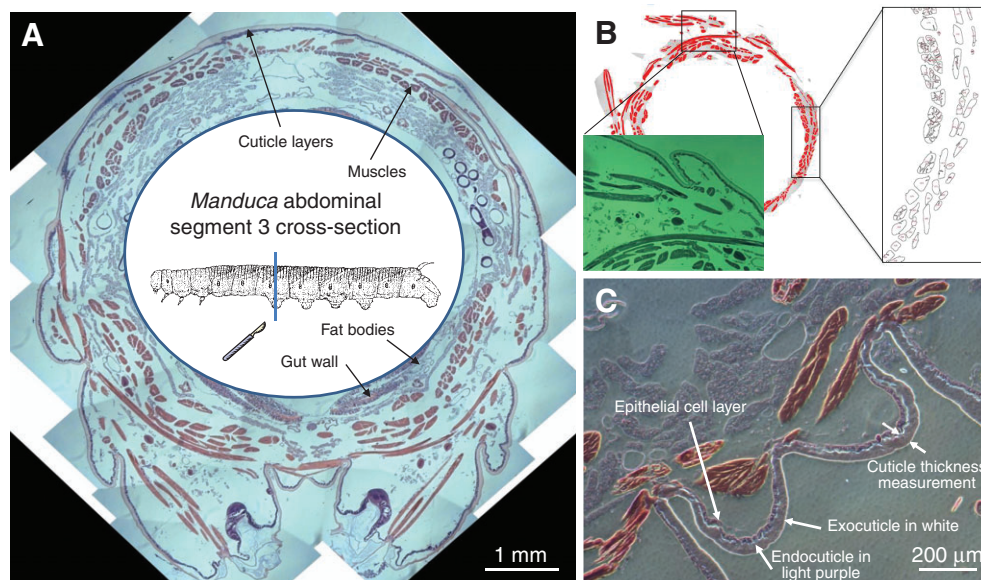 A
Cuticle layers
Muscles
Manduca abdominal
segment 3 cross-section
Fat bodies
Gut wall
1 mm
B
C
Epithelial cell layer
Cuticle thickness
measurement
Exocuticle in white
Endocuticle in
light purple
200 μm